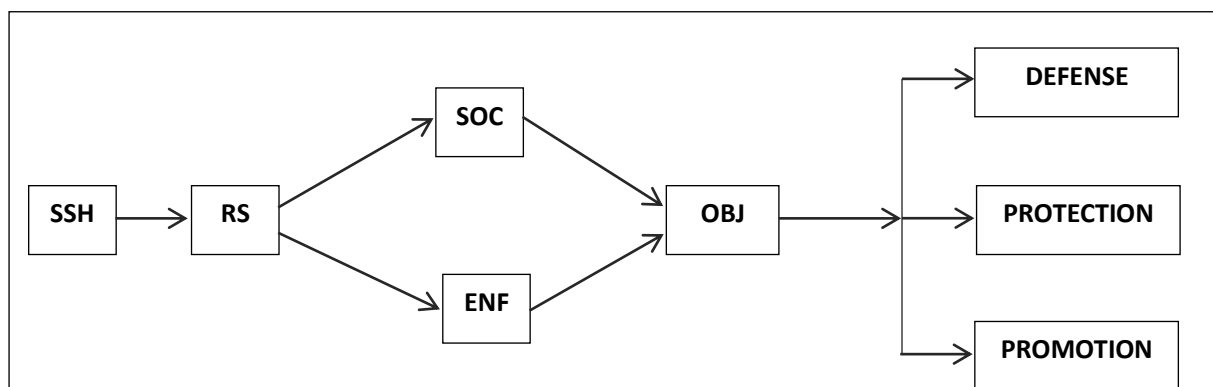 SSH
RS
SOC
ENF
OBJ
DEFENSE
PROTECTION
PROMOTION